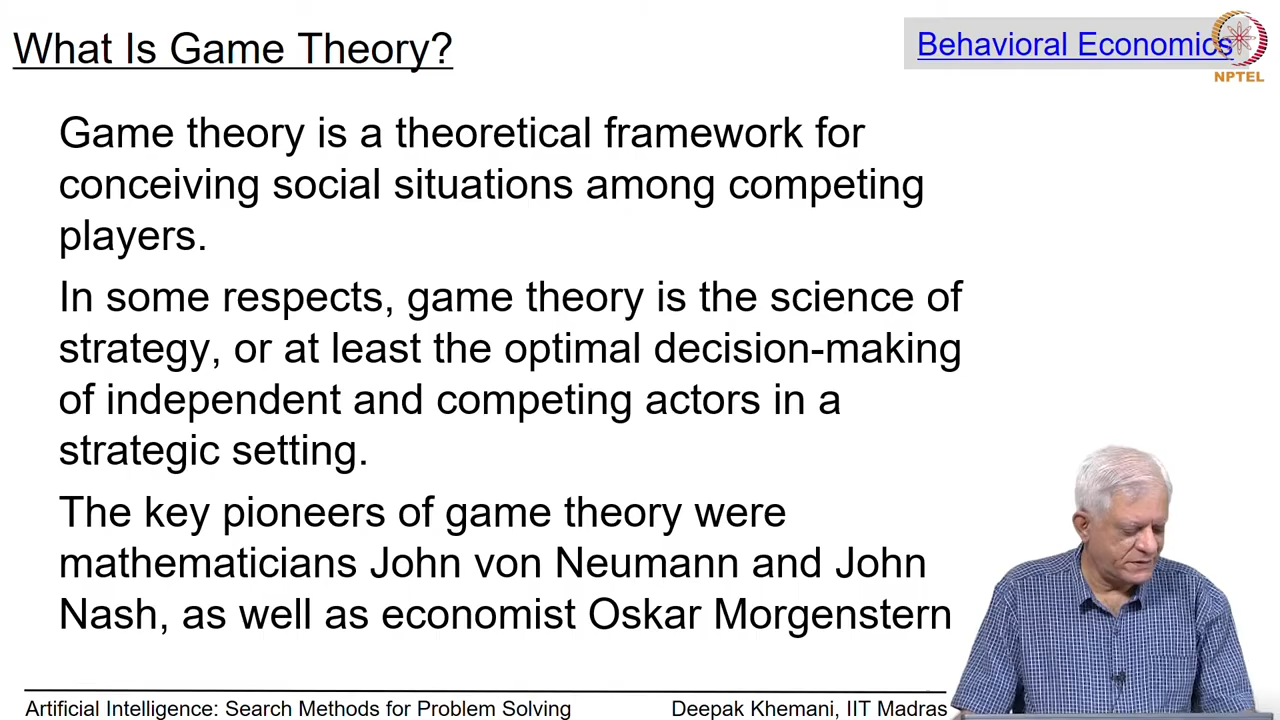 What Is Game Theory?
Behavioral Economics
NPTEL
Game theory is a theoretical framework for
conceiving social situations among competing
players.
In some respects, game theory is the science of
strategy, or at least the optimal decision-making
of independent and competing actors in a
strategic setting.
The key pioneers of game theory were
mathematicians John von Neumann and John
Nash, as well as economist Oskar Morgenstern
Artificial Intelligence: Search Methods for Problem Solving
Deepak Khemani, IIT Madras